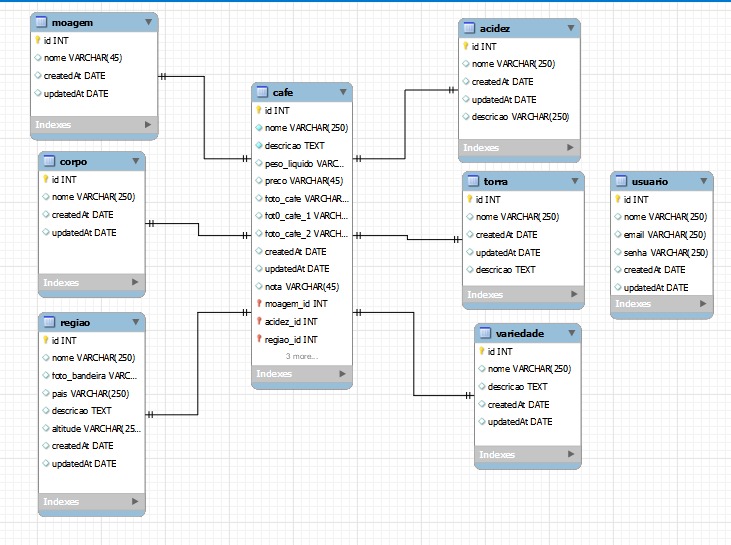 moagem
id INT
nome VARCHAR(45)
createdAt DATE
updatedAt DATE
Indexes
corpo
id INT
nome VARCHAR(250)
createdAt DATE
updatedAt DATE
Indexes
regiao
id INT
nome VARCHAR(250)
foto_bandeira VARC...
pais VARCHAR(250)
descricao TEXT
altitude VARCHAR(25...
createdAt DATE
updatedAt DATE
Indexes
cafe
id INT
nome VARCHAR(250)
descricao TEXT
peso_liquido VARC...
preco VARCHAR(45)
foto_cafe VARCHAR...
fot0_cafe_1 VARCH...
foto_cafe_2 VARCH...
createdAt DATE
updatedAt DATE
nota VARCHAR(45)
moagem_id INT
acidez_id INT
regiao_id INT
3 more...
Indexes
acidez
id INT
nome VARCHAR(250)
createdAt DATE
updatedAt DATE
descricao VARCHAR(250)
Indexes
torra
id INT
nome VARCHAR(250)
createdAt DATE
updatedAt DATE
descricao TEXT
Indexes
usuario
id INT
nome VARCHAR(250)
email VARCHAR(250)
senha VARCHAR(250)
createdAt DATE
updatedAt DATE
Indexes
variedade
id INT
nome VARCHAR(250)
descricao TEXT
createdAt DATE
updatedAt DATE
Indexes